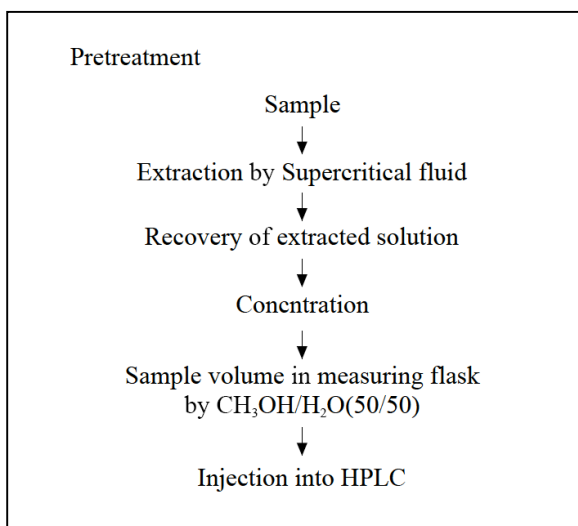 Pretreatment
Sample
Extraction by Supercritical fluid
Recovery of extracted solution
Concntration
Sample volume in measuring flask
by CH₃OH/H₂O(50/50)
Injection into HPLC